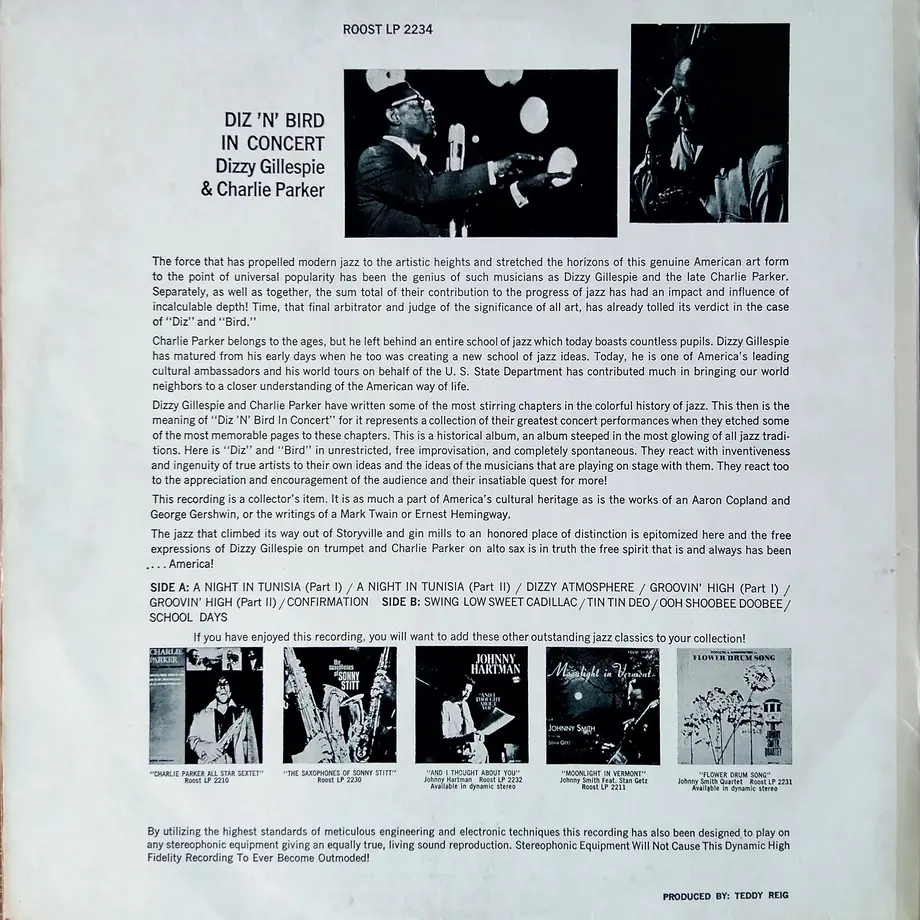 ROOST LP 2234
DIZ 'N' BIRD
IN CONCERT
Dizzy Gillespie
& Charlie Parker
The force that has propelled modern jazz to the artistic heights and stretched the horizons of this genuine American art form
to the point of universal popularity has been the genius of such musicians as Dizzy Gillespie and the late Charlie Parker.
Separately, as well as together, the sum total of their contribution to the progress of jazz has had an impact and influence of
incalculable depth! Time, that final arbitrator and judge of the significance of all art, has already tolled its verdict in the case
of "Diz" and "Bird."
Charlie Parker belongs to the ages, but he left behind an entire school of jazz which today boasts countless pupils. Dizzy Gillespie
has matured from his early days when he too was creating a new school of jazz ideas. Today, he is one of America's leading
cultural ambassadors and his world tours on behalf of the U. S. State Department has contributed much in bringing our world
neighbors to a closer understanding of the American way of life.
Dizzy Gillespie and Charlie Parker have written some of the most stirring chapters in the colorful history of jazz. This then is the
meaning of "Diz 'N' Bird In Concert" for it represents a collection of their greatest concert performances when they etched some
of the most memorable pages to these chapters. This is a historical album, an album steeped in the most glowing of all jazz tradi-
tions. Here is "Diz" and "Bird" in unrestricted, free improvisation, and completely spontaneous. They react with inventiveness
and ingenuity of true artists to their own ideas and the ideas of the musicians that are playing on stage with them. They react too
to the appreciation and encouragement of the audience and their insatiable quest for more!
This recording is a collector's item. It is as much a part of America's cultural heritage as is the works of an Aaron Copland and
George Gershwin, or the writings of a Mark Twain or Ernest Hemingway.
The jazz that climbed its way out of Storyville and gin mills to an honored place of distinction is epitomized here and the free
expressions of Dizzy Gillespie on trumpet and Charlie Parker on alto sax is in truth the free spirit that is and always has been
.... America!
SIDE A: A NIGHT IN TUNISIA (Part I) / A NIGHT IN TUNISIA (Part II) / DIZZY ATMOSPHERE / GROOVIN' HIGH (Part I) /
GROOVIN' HIGH (Part II) / CONFIRMATION SIDE B: SWING LOW SWEET CADILLAC / TIN TIN DEO / OOH SHOOBEE DOOBEE /
SCHOOL DAYS
If you have enjoyed this recording, you will want to add these other outstanding jazz classics to your collection!
CHARLIE
PARKER
the
saxophones
of SONNY
STITT
JOHNNY
HARTMAN
"AND I
THOUGHT
ABOUT
YOU"
Moonlight in Vermont
JOHNNY SMITH
STAN GETZ
FLOWER DRUM SONG
JOHNNY
SMITH
QUARTET
"CHARLIE PARKER ALL STAR SEXTET"
Roost LP 2210
"THE SAXOPHONES OF SONNY STITT"
Roost LP 2230
"AND I THOUGHT ABOUT YOU"
Johnny Hartman Roost LP 2232
Available in dynamic stereo
"MOONLIGHT IN VERMONT"
Johnny Smith Feat. Stan Getz
Roost LP 2211
"FLOWER DRUM SONG"
Johnny Smith Quartet Roost LP 2231
Available in dynamic stereo
By utilizing the highest standards of meticulous engineering and electronic techniques this recording has also been designed to play on
any stereophonic equipment giving an equally true, living sound reproduction. Stereophonic Equipment Will Not Cause This Dynamic High
Fidelity Recording To Ever Become Outmoded!
PRODUCED BY: TEDDY REIG